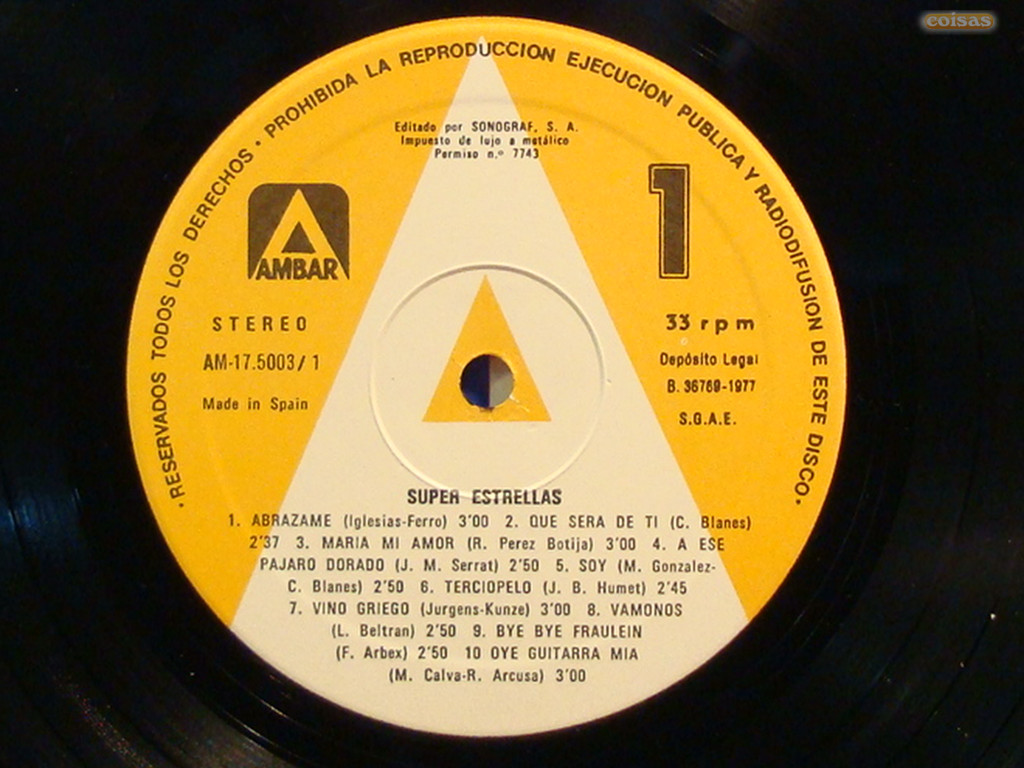 coisas
· RESERVADOS TODOS LOS DERECHOS · PROHIBIDA LA REPRODUCCION EJECUCION PUBLICA Y RADIODIFUSION DE ESTE DISCO.
Editado por SONOGRAF, S. A.
Impuesto de lujo a metálico
Permiso n.º 7743
AMBAR
1
STEREO
33 rpm
AM-17.5003/1
Depósito Legal
B. 36769-1977
Made in Spain
S.G.A.E.
SUPER ESTRELLAS
1. ABRAZAME (Iglesias-Ferro) 3'00 2. QUE SERA DE TI (C. Blanes)
2'37 3. MARIA MI AMOR (R. Perez Botija) 3'00 4. A ESE
PAJARO DORADO (J. M. Serrat) 2'50 5. SOY (M. Gonzalez-
C. Blanes) 2'50 6. TERCIOPELO (J. B. Humet) 2'45
7. VINO GRIEGO (Jurgens-Kunze) 3'00 8. VAMONOS
(L. Beltran) 2'50 9. BYE BYE FRAULEIN
(F. Arbex) 2'50 10 OYE GUITARRA MIA
(M. Calva-R. Arcusa) 3'00